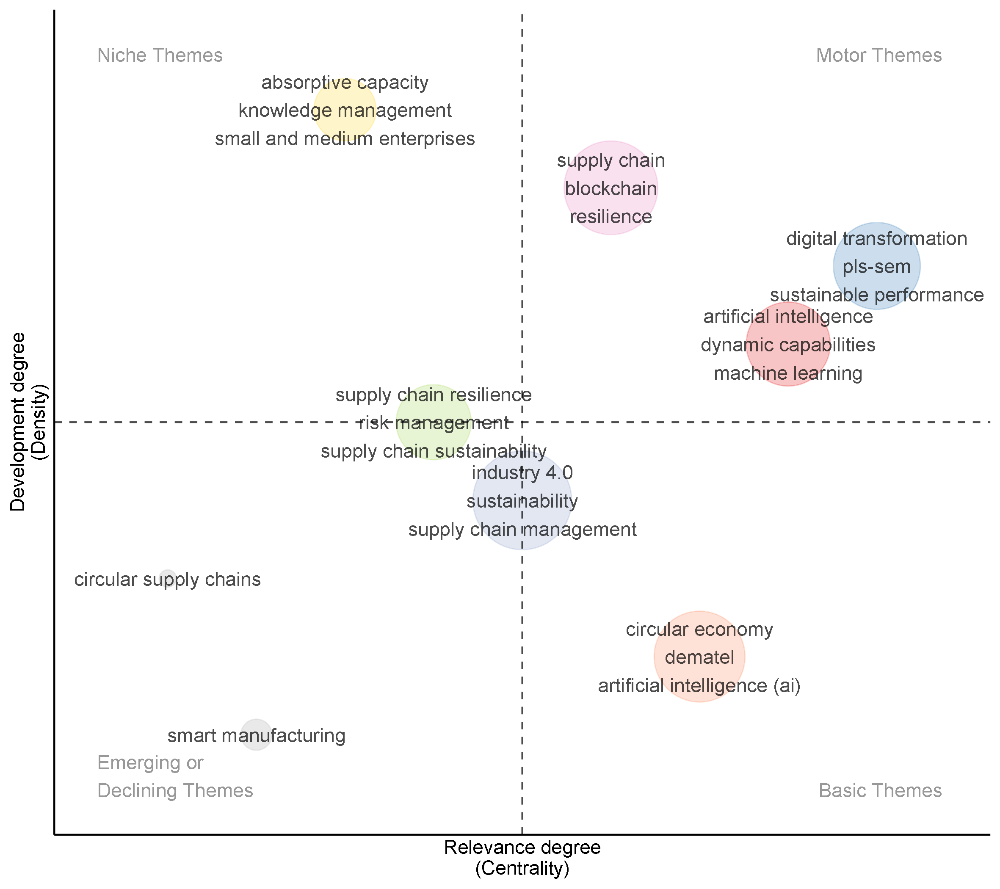 Niche Themes
Motor Themes
absorptive capacity
knowledge management
small and medium enterprises
supply chain
blockchain
resilience
digital transformation
pls-sem
sustainable performance
artificial intelligence
dynamic capabilities
machine learning
supply chain resilience
risk management
supply chain sustainability
industry 4.0
sustainability
supply chain management
circular supply chains
circular economy
dematel
artificial intelligence (ai)
smart manufacturing
Emerging or
Declining Themes
Basic Themes
Development degree
(Density)
Relevance degree
(Centrality)